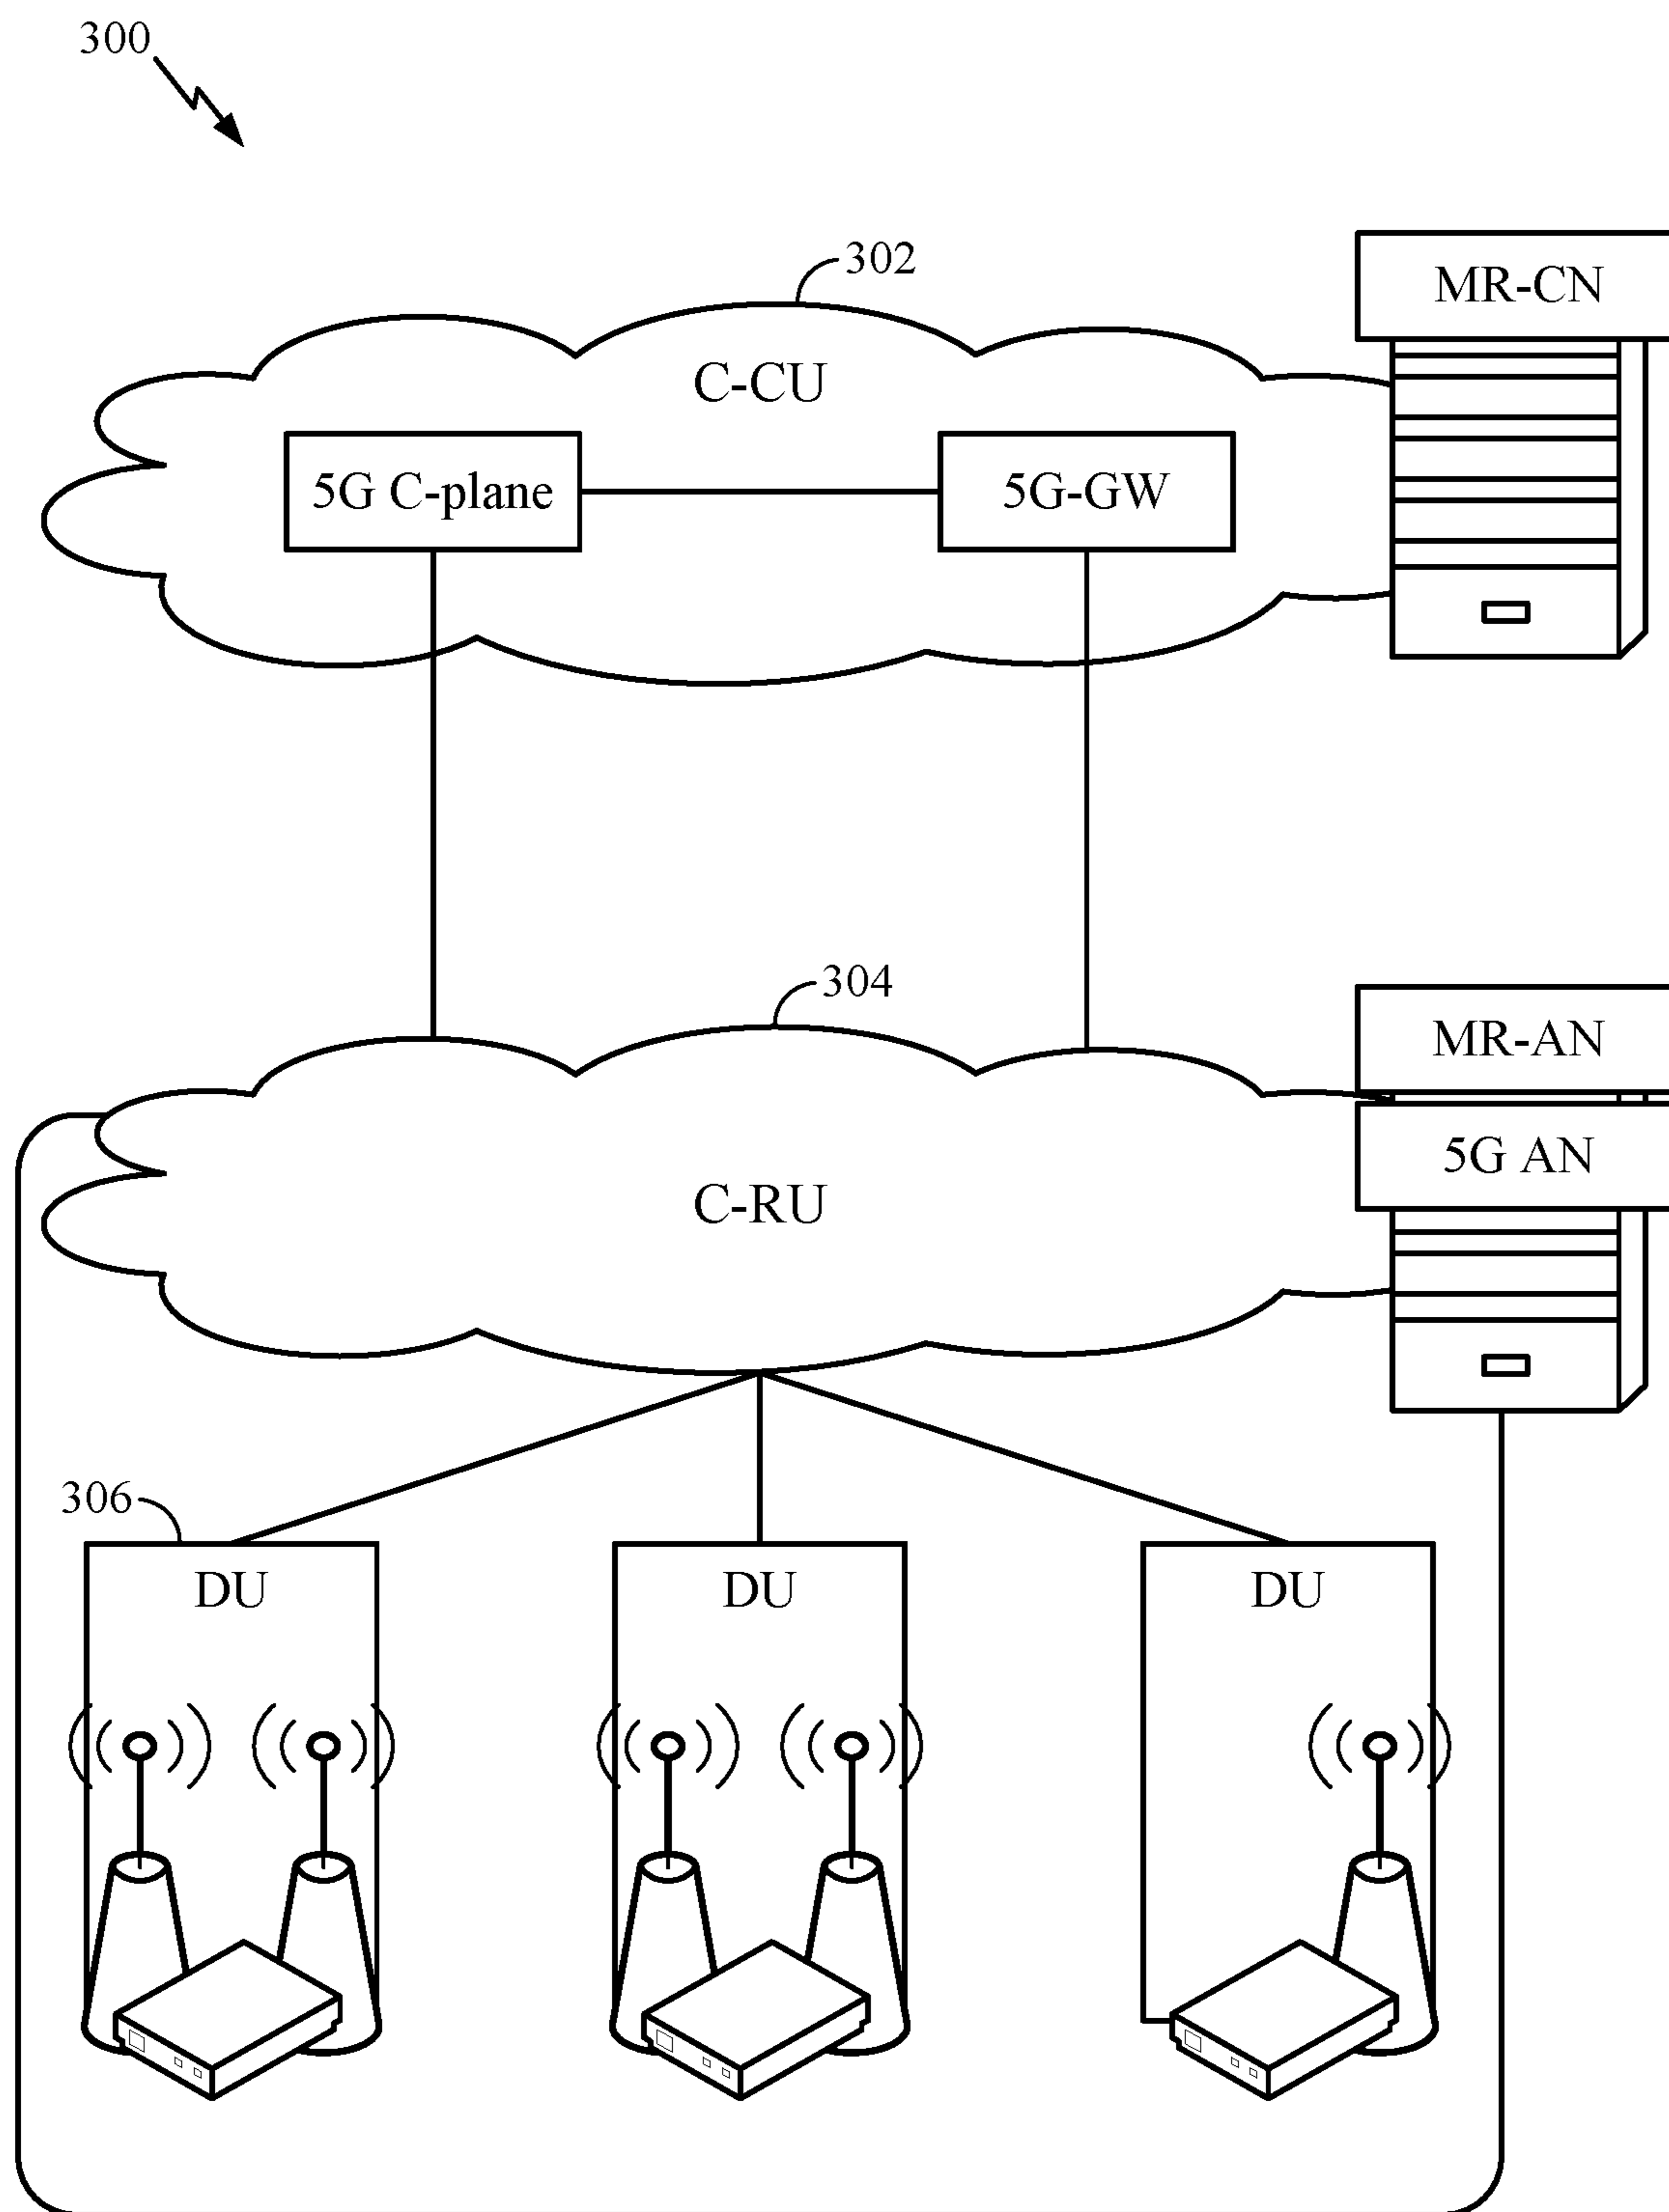 300
302
MR-CN
C-CU
5G C-plane
5G-GW
304
MR-AN
5G AN
C-RU
306
DU
DU
DU